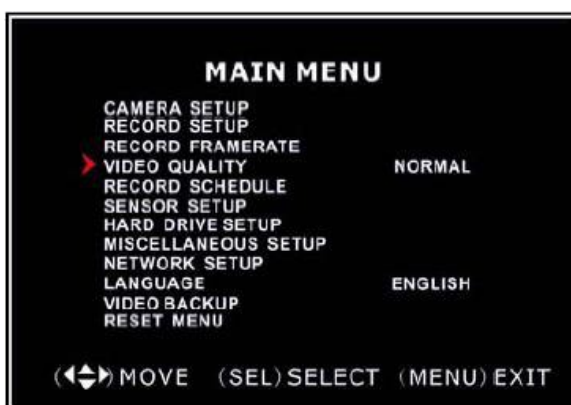 MAIN MENU
CAMERA SETUP
RECORD SETUP
RECORD FRAMERATE
VIDEO QUALITY NORMAL
RECORD SCHEDULE
SENSOR SETUP
HARD DRIVE SETUP
MISCELLANEOUS SETUP
NETWORK SETUP
LANGUAGE ENGLISH
VIDEO BACKUP
RESET MENU
() MOVE (SEL) SELECT (MENU) EXIT